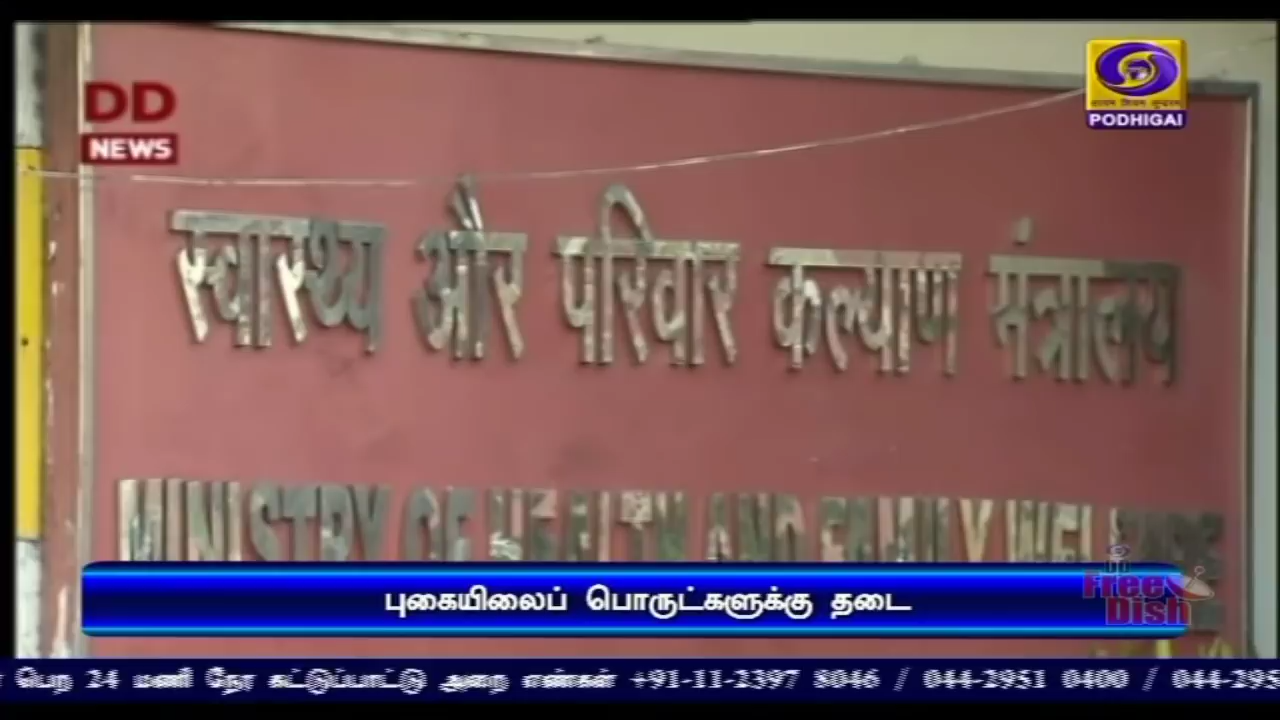 DD
NEWS
PODHIGAI
स्वास्थ्य और परिवार कल्याण मंत्रालय
MINISTRY OF HEALTH AND FAMILY WELFARE
புகையிலைப் பொருட்களுக்கு தடை
Free
Dish
பெற 24 மணி நேர கட்டுப்பாட்டு அறை எண்கள் +91-11-2397 8046 / 044-2951 0400 / 044-295